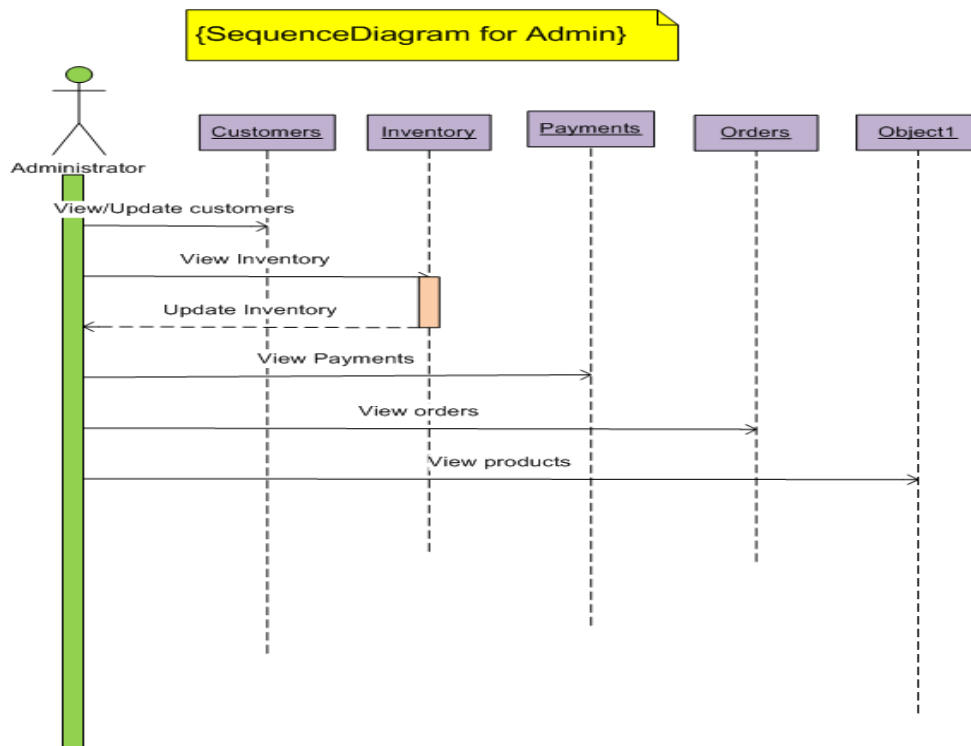 {SequenceDiagram for Admin}
Administrator
Customers
Inventory
Payments
Orders
Object1
View/Update customers
View Inventory
Update Inventory
View Payments
View orders
View products